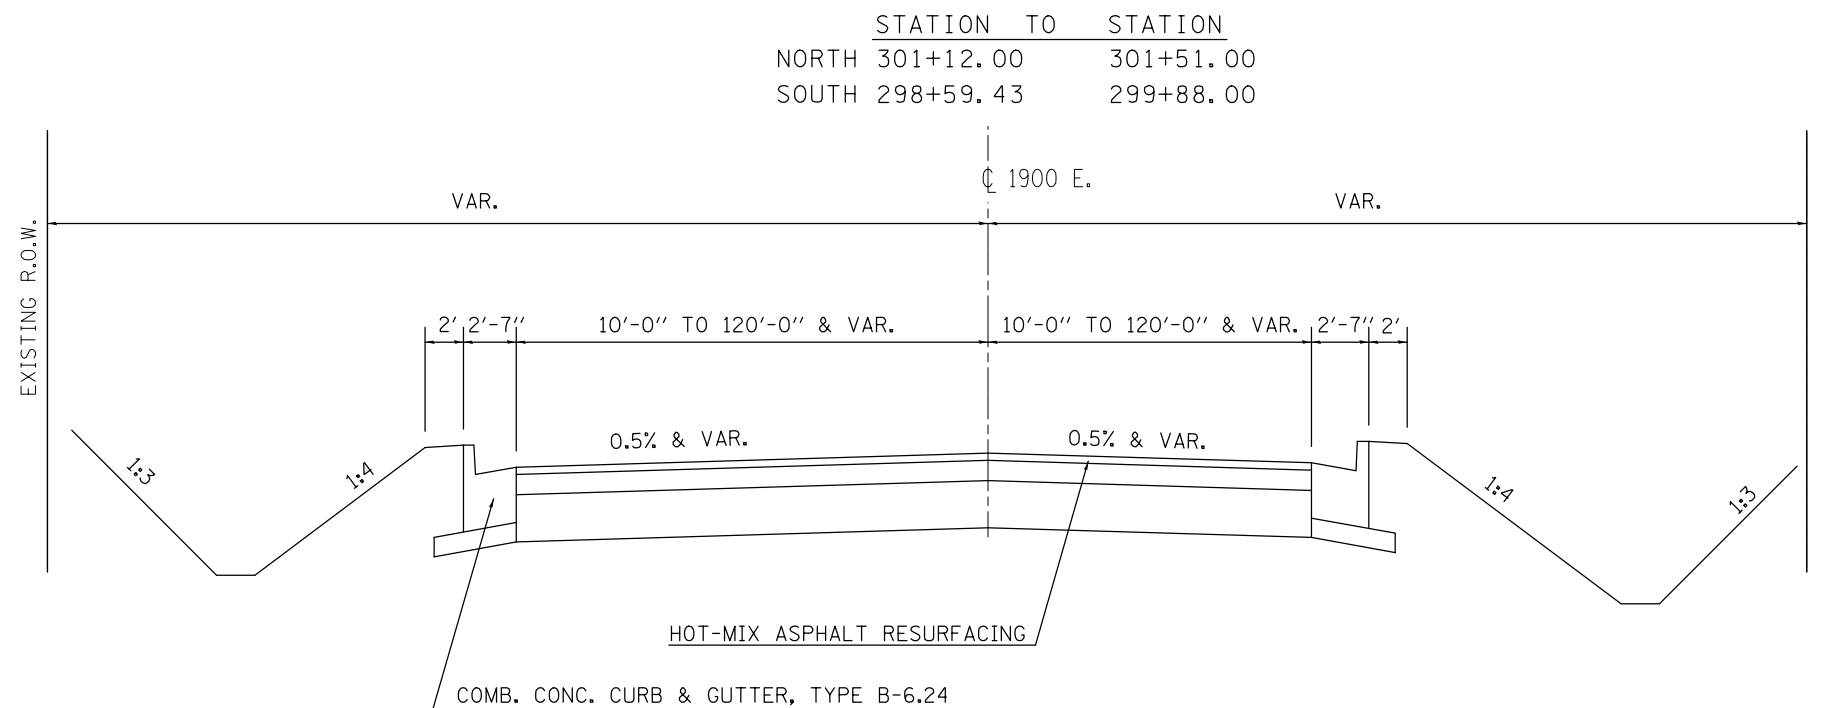 STATION TO STATION
NORTH 301+12.00 301+51.00
SOUTH 298+59.43 299+88.00
℄ 1900 E.
VAR. VAR.
EXISTING R.O.W.
2' 2'-7" 10'-0" TO 120'-0" & VAR. 10'-0" TO 120'-0" & VAR. 2'-7" 2'
0.5% & VAR. 0.5% & VAR.
1:3 1:4 1:4 1:3
HOT-MIX ASPHALT RESURFACING
COMB. CONC. CURB & GUTTER, TYPE B-6.24